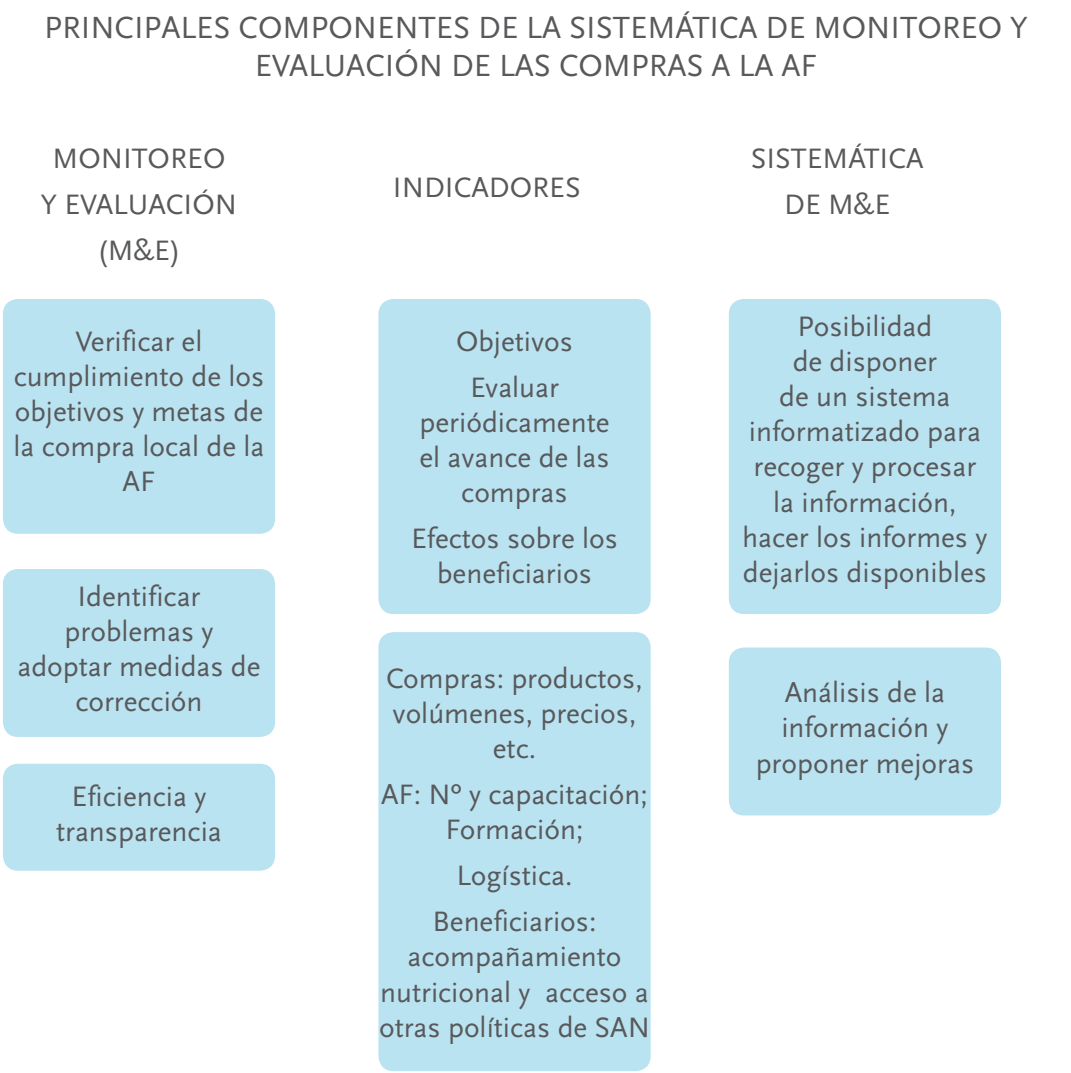 PRINCIPALES COMPONENTES DE LA SISTEMÁTICA DE MONITOREO Y
EVALUACIÓN DE LAS COMPRAS A LA AF
MONITOREO
Y EVALUACIÓN
(M&E)
Verificar el
cumplimiento de los
objetivos y metas de
la compra local de la
AF
Identificar
problemas y
adoptar medidas de
corrección
Eficiencia y
transparencia
INDICADORES
Objetivos
Evaluar
periódicamente
el avance de las
compras
Efectos sobre los
beneficiarios
Compras: productos,
volúmenes, precios,
etc.
AF: Nº y capacitación;
Formación;
Logística.
Beneficiarios:
acompañamiento
nutricional y acceso a
otras políticas de SAN
SISTEMÁTICA
DE M&E
Posibilidad
de disponer
de un sistema
informatizado para
recoger y procesar
la información,
hacer los informes y
dejarlos disponibles
Análisis de la
información y
proponer mejoras